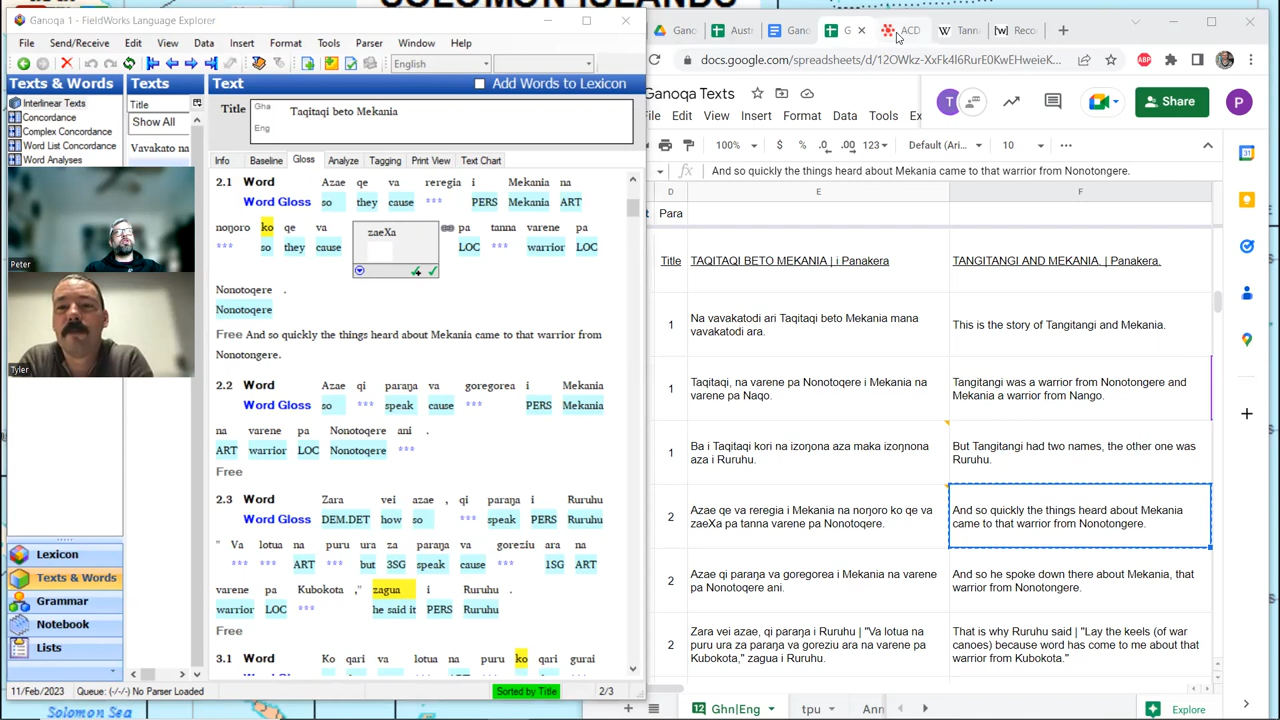 SOLOMON ISLANDS
Ganoqa 1 - FieldWorks Language Explorer
File Send/Receive Edit View Data Insert Format Tools Parser Window Help
English
Texts & Words
Interlinear Texts
Concordance
Complex Concordance
Word List Concordance
Word Analyses
Texts
Title
Show All
Vavakato na
Text
Add Words to Lexicon
Title
Gha Taqitaqi beto Mekania
Eng
Info Baseline Gloss Analyze Tagging Print View Text Chart
2.1 Word Azae qe va reregia i Mekania na
Word Gloss so they cause *** PERS Mekania ART
noŋoro ko qe va zaeXa pa tanna varene pa
*** so they cause LOC *** warrior LOC
Nonotoqere .
Nonotoqere
Free And so quickly the things heard about Mekania came to that warrior from
Nonotongere.
2.2 Word Azae qi paraŋa va goregorea i Mekania
Word Gloss so *** speak cause *** PERS Mekania
na varene pa Nonotoqere ani .
ART warrior LOC Nonotoqere ***
Free
2.3 Word Zara vei azae , qi paraŋa i Ruruhu
Word Gloss DEM.DET how so *** speak PERS Ruruhu
" Va lotua na puru ura za paraŋa va goreziu ara na
*** *** ART *** but 3SG speak cause *** 1SG ART
varene pa Kubokota ," zagua i Ruruhu .
warrior LOC *** he said it PERS Ruruhu
Free
3.1 Word Ko qari va lotua na puru ko qari gurai
Peter
Tyler
Lexicon
Texts & Words
Grammar
Notebook
Lists
11/Feb/2023 Queue: (-/-/-) No Parser Loaded Sorted by Title 2/3
Solomon Sea
Gano Aust Gano G ACD Tann Reco
docs.google.com/spreadsheets/d/12OWkz-XxFk4l6RurE0WvEHweieK...
Ganoqa Texts
File Edit View Insert Format Data Tools Ex
Share
T
P
100% $ % .0 .00 123 Default (Ari... 10
And so quickly the things heard about Mekania came to that warrior from Nonotongere.
D E F
Para
Title TAQITAQI BETO MEKANIA | i Panakera TANGITANGI AND MEKANIA. | Panakera.
1 Na vavakatodi ari Taqitaqi beto Mekania mana
vavakatodi ara.
This is the story of Tangitangi and Mekania.
1 Taqitaqi, na varene pa Nonotoqere i Mekania na
varene pa Naqo.
Tangitangi was a warrior from Nonotongere and
Mekania a warrior from Nango.
1 Ba i Taqitaqi kori na izoŋona aza maka izoŋnona
aza i Ruruhu.
But Tangitangi had two names, the other one was
Ruruhu.
2 Azae qe va reregia i Mekania na noŋoro ko qe va
zaeXa pa tanna varene pa Nonotoqere.
And so quickly the things heard about Mekania
came to that warrior from Nonotongere.
2 Azae qi paraŋa va goregorea i Mekania na varene
pa Nonotoqere ani.
And so he spoke down there about Mekania, that
warrior from Nonotongere.
2 Zara vei azae, qi paraŋa i Ruruhu | "Va lotua na
puru ura za paraŋa va goreziu ara na varene pa
Kubokota," zagua i Ruruhu.
That is why Ruruhu said | "Lay the keels (of war
canoes) because word has come to me about that
warrior from Kubokota."
Ghn|Eng tpu Ann
Explore